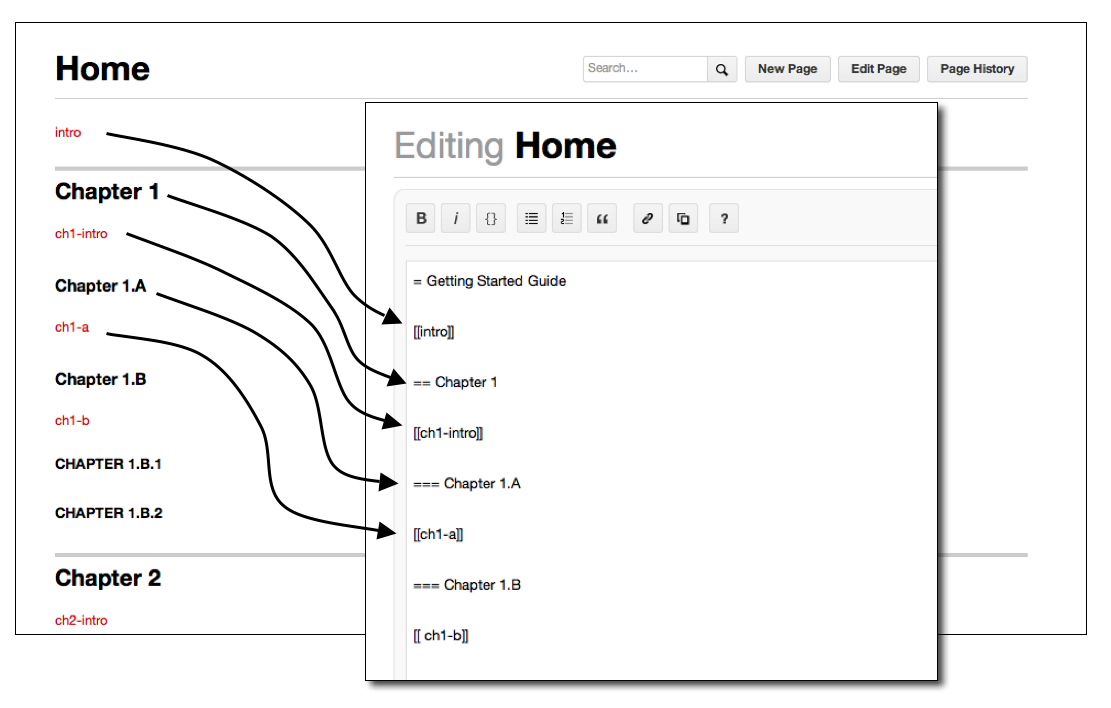 Home
Search...
New Page
Edit Page
Page History
intro
Chapter 1
ch1-intro
Chapter 1.A
ch1-a
Chapter 1.B
ch1-b
CHAPTER 1.B.1
CHAPTER 1.B.2
Chapter 2
ch2-intro
Editing Home
B i {} “ ?
= Getting Started Guide
[[intro]]
== Chapter 1
[[ch1-intro]]
=== Chapter 1.A
[[ch1-a]]
=== Chapter 1.B
[[ ch1-b]]